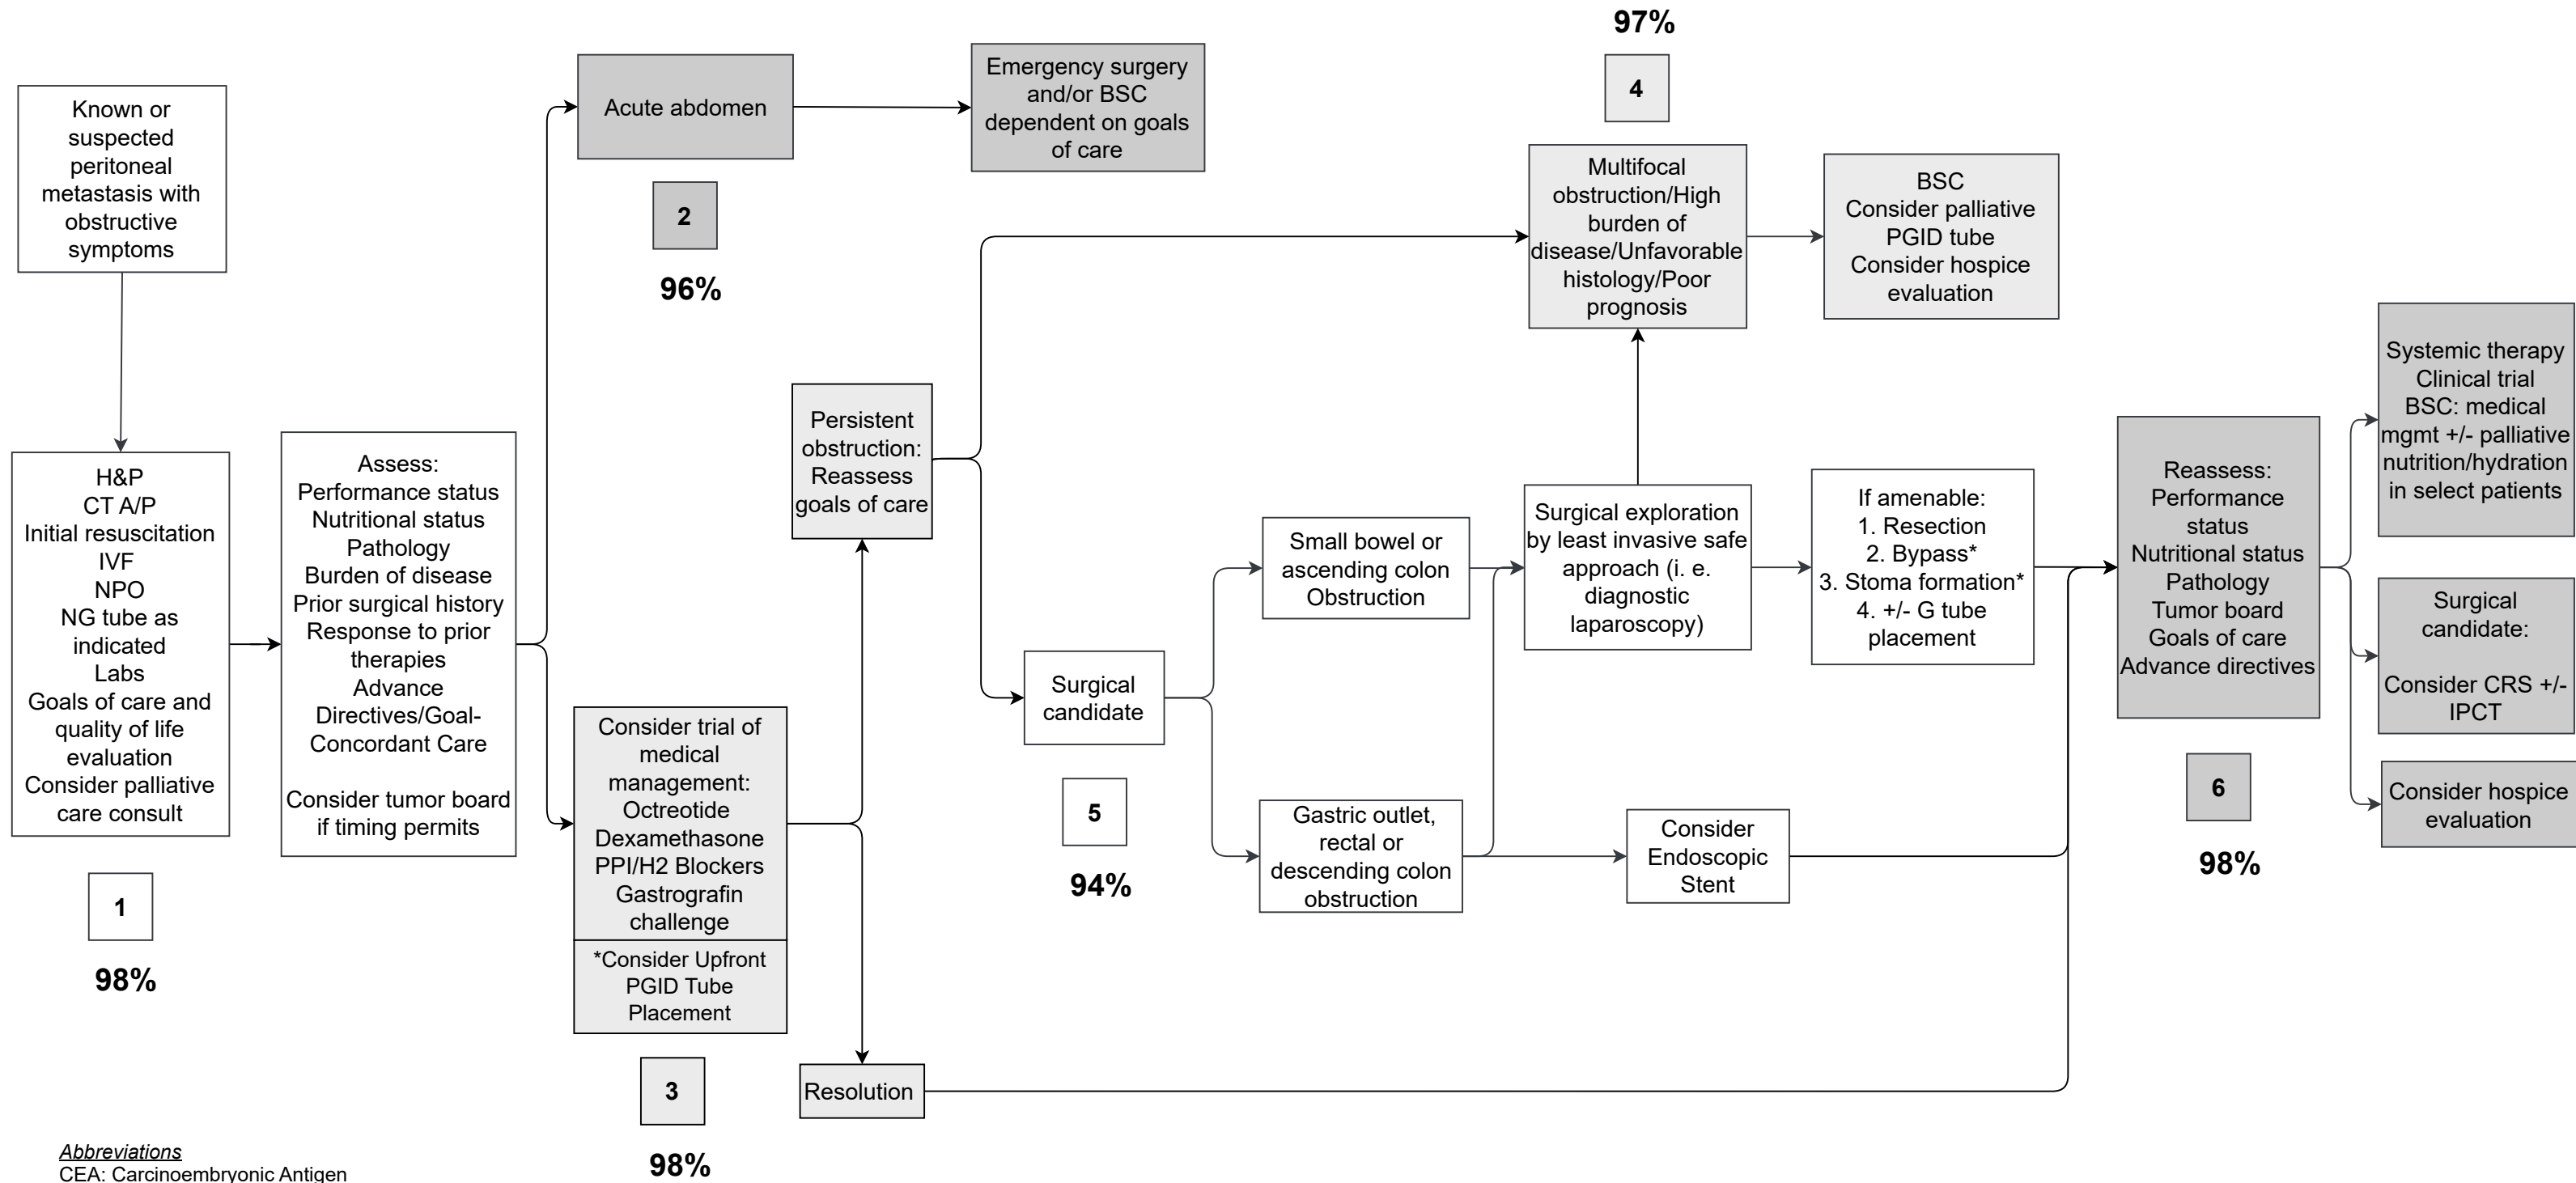 Known or
suspected
peritoneal
metastasis with
obstructive
symptoms
H&P
CT A/P
Initial resuscitation
IVF
NPO
NG tube as
indicated
Labs
Goals of care and
quality of life
evaluation
Consider palliative
care consult
1
98%
Assess:
Performance status
Nutritional status
Pathology
Burden of disease
Prior surgical history
Response to prior
therapies
Advance
Directives/Goal-
Concordant Care
Consider tumor board
if timing permits
Acute abdomen
2
96%
Emergency surgery
and/or BSC
dependent on goals
of care
Consider trial of
medical
management:
Octreotide
Dexamethasone
PPI/H2 Blockers
Gastrografin
challenge
*Consider Upfront
PGID Tube
Placement
3
98%
Persistent
obstruction:
Reassess
goals of care
Resolution
97%
4
Multifocal
obstruction/High
burden of
disease/Unfavorable
histology/Poor
prognosis
BSC
Consider palliative
PGID tube
Consider hospice
evaluation
Surgical
candidate
5
94%
Small bowel or
ascending colon
Obstruction
Gastric outlet,
rectal or
descending colon
obstruction
Surgical exploration
by least invasive safe
approach (i. e.
diagnostic
laparoscopy)
If amenable:
1. Resection
2. Bypass*
3. Stoma formation*
4. +/- G tube
placement
Consider
Endoscopic
Stent
Reassess:
Performance
status
Nutritional status
Pathology
Tumor board
Goals of care
Advance directives
6
98%
Systemic therapy
Clinical trial
BSC: medical
mgmt +/- palliative
nutrition/hydration
in select patients
Surgical
candidate:
Consider CRS +/-
IPCT
Consider hospice
evaluation
Abbreviations
CEA: Carcinoembryonic Antigen